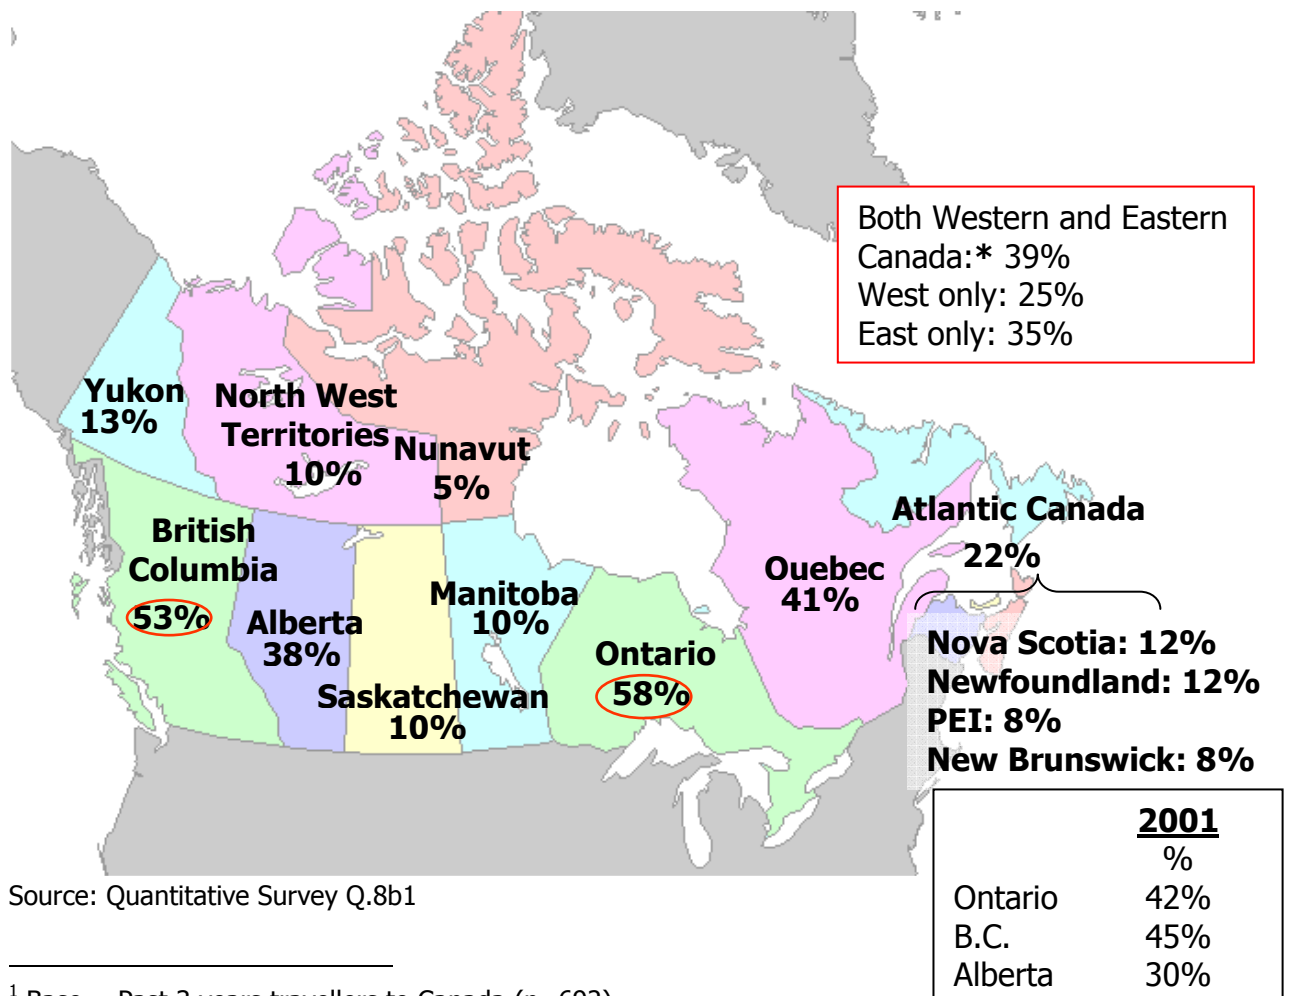 Both Western and Eastern
Canada:* 39%
West only: 25%
East only: 35%
Yukon
13%
North West
Territories
10%
Nunavut
5%
British
Columbia
53%
Alberta
38%
Saskatchewan
10%
Manitoba
10%
Ontario
58%
Quebec
41%
Atlantic Canada
22%
Nova Scotia: 12%
Newfoundland: 12%
PEI: 8%
New Brunswick: 8%
2001
%
Ontario 42%
B.C. 45%
Alberta 30%
Source: Quantitative Survey Q.8b1